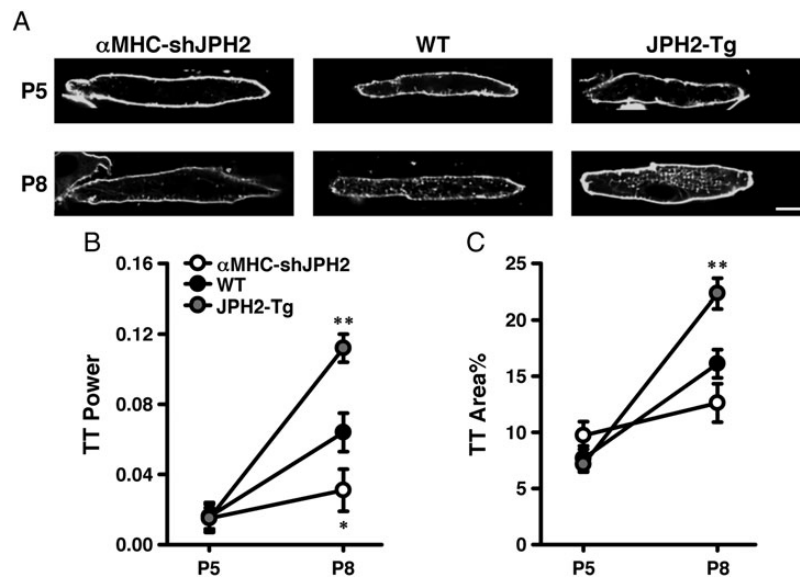 A
αMHC-shJPH2 WT JPH2-Tg
P5
P8
B
αMHC-shJPH2
WT
JPH2-Tg
TT Power
0.16
0.12
0.08
0.04
0.00
**
*
P5 P8
C
TT Area%
25
20
15
10
5
0
**
P5 P8